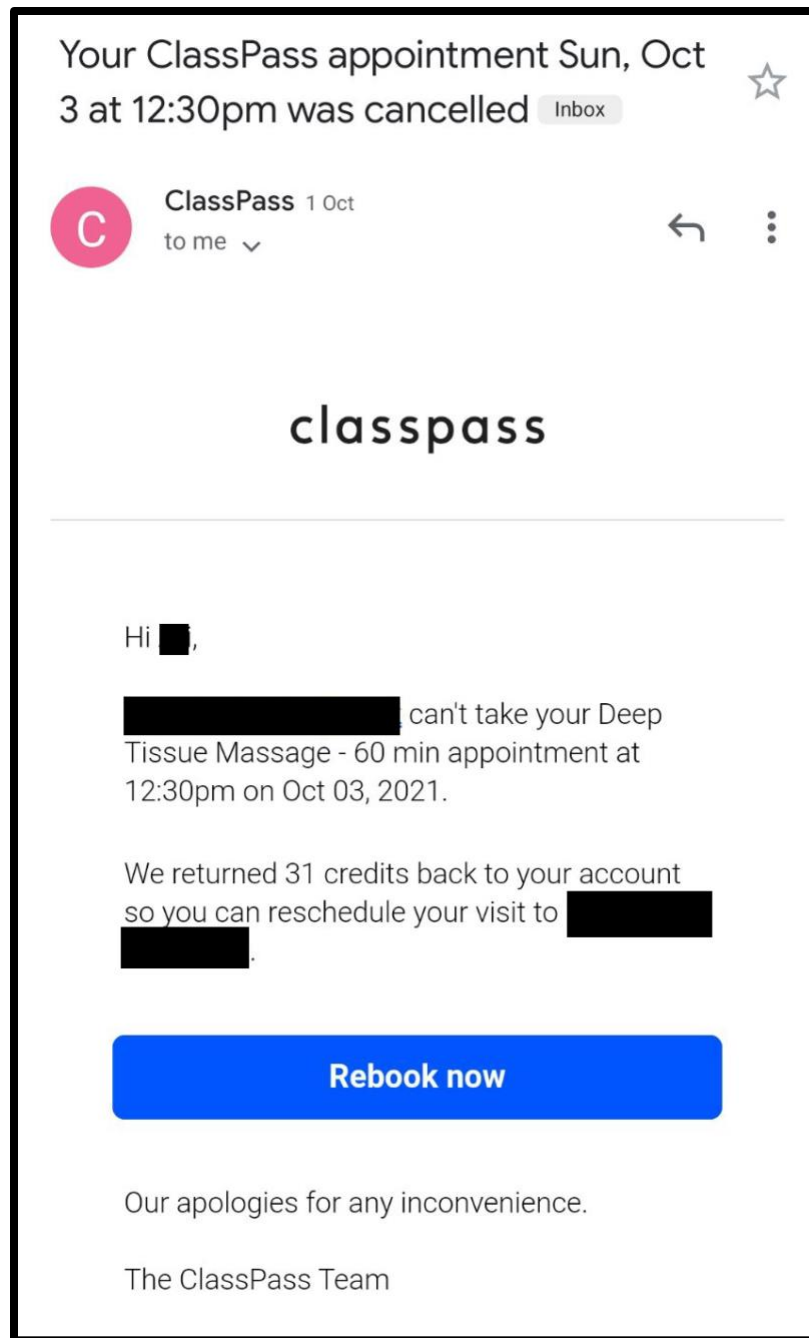 Your ClassPass appointment Sun, Oct
3 at 12:30pm was cancelled Inbox
C
ClassPass 1 Oct
to me
classpass
Hi ,
can't take your Deep
Tissue Massage - 60 min appointment at
12:30pm on Oct 03, 2021.
We returned 31 credits back to your account
so you can reschedule your visit to
.
Rebook now
Our apologies for any inconvenience.
The ClassPass Team